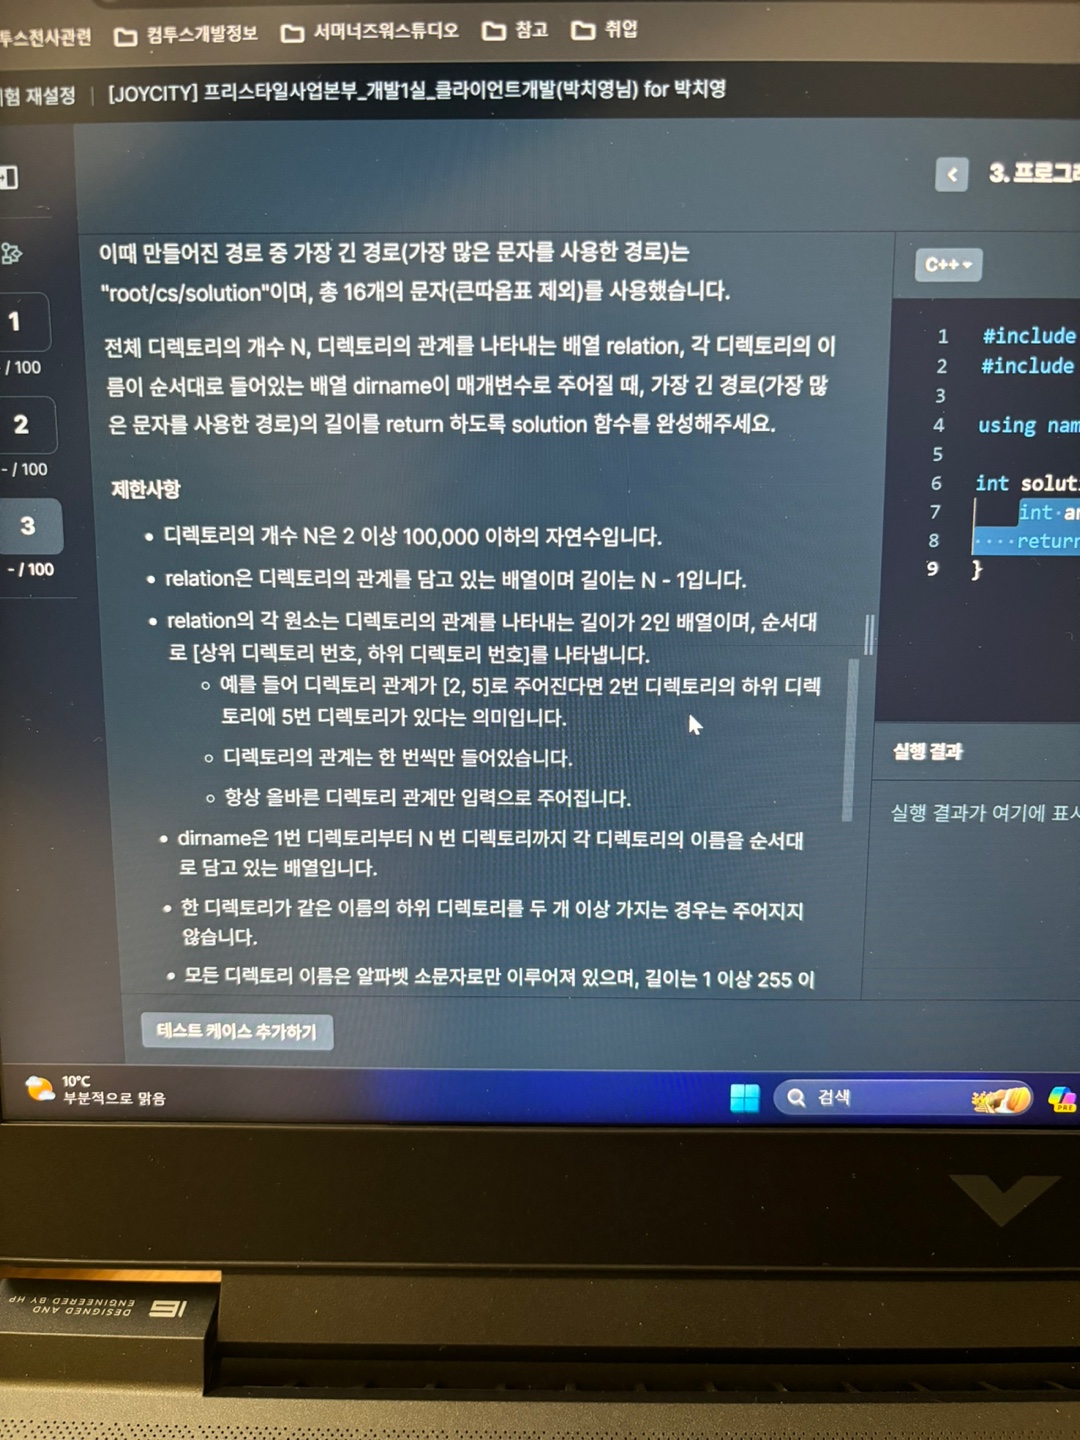 투스전사관련 컴투스개발정보 서머너즈워스튜디오 참고 취업
험 재설정 | [JOYCITY] 프리스타일사업본부_개발1실_클라이언트개발(박치영님) for 박치영
3. 프로그래
이때 만들어진 경로 중 가장 긴 경로(가장 많은 문자를 사용한 경로)는
"root/cs/solution"이며, 총 16개의 문자(큰따옴표 제외)를 사용했습니다.
전체 디렉토리의 개수 N, 디렉토리의 관계를 나타내는 배열 relation, 각 디렉토리의 이
름이 순서대로 들어있는 배열 dirname이 매개변수로 주어질 때, 가장 긴 경로(가장 많
은 문자를 사용한 경로)의 길이를 return 하도록 solution 함수를 완성해주세요.
제한사항
• 디렉토리의 개수 N은 2 이상 100,000 이하의 자연수입니다.
• relation은 디렉토리의 관계를 담고 있는 배열이며 길이는 N - 1입니다.
• relation의 각 원소는 디렉토리의 관계를 나타내는 길이가 2인 배열이며, 순서대
로 [상위 디렉토리 번호, 하위 디렉토리 번호]를 나타냅니다.
◦ 예를 들어 디렉토리 관계가 [2, 5]로 주어진다면 2번 디렉토리의 하위 디렉
토리에 5번 디렉토리가 있다는 의미입니다.
◦ 디렉토리의 관계는 한 번씩만 들어있습니다.
◦ 항상 올바른 디렉토리 관계만 입력으로 주어집니다.
• dirname은 1번 디렉토리부터 N 번 디렉토리까지 각 디렉토리의 이름을 순서대
로 담고 있는 배열입니다.
• 한 디렉토리가 같은 이름의 하위 디렉토리를 두 개 이상 가지는 경우는 주어지지
않습니다.
• 모든 디렉토리 이름은 알파벳 소문자로만 이루어져 있으며, 길이는 1 이상 255 이
1
/ 100
2
- / 100
3
- / 100
C++
1 #include
2 #include
3
4 using nam
5
6 int solut
7 int ar
8 return
9 }
실행 결과
실행 결과가 여기에 표시
테스트 케이스 추가하기
10°C
부분적으로 맑음
검색
PRE
DESIGNED AND
ENGINEERED BY HP